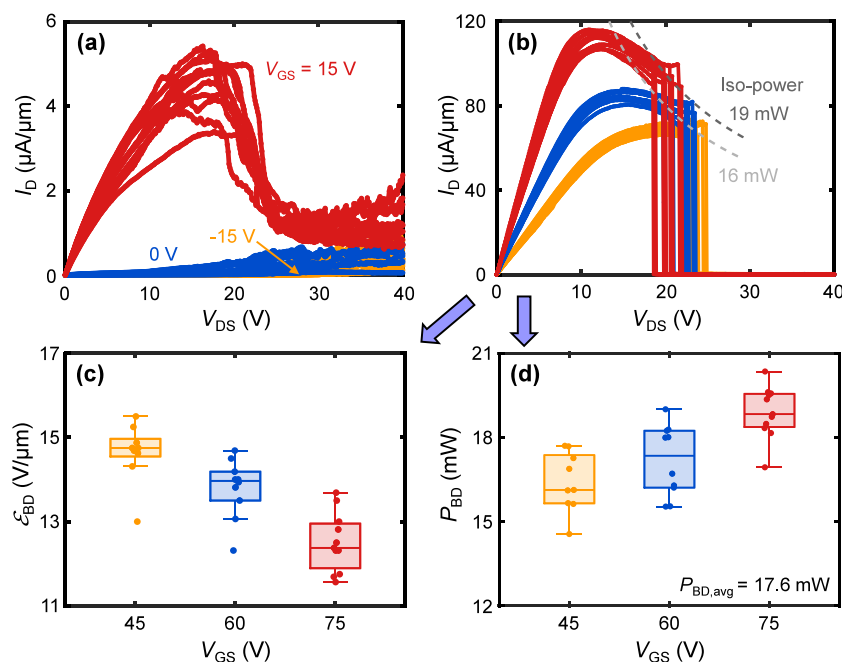 (a)
V_GS = 15 V
0 V
-15 V
6
4
2
0
I_D (µA/µm)
0 10 20 30 40
V_DS (V)
(b)
Iso-power
19 mW
16 mW
120
80
40
0
I_D (µA/µm)
0 10 20 30 40
V_DS (V)
(c)
17
15
13
11
ℰ_BD (V/µm)
45 60 75
V_GS (V)
(d)
21
18
15
12
P_BD (mW)
P_BD,avg = 17.6 mW
45 60 75
V_GS (V)